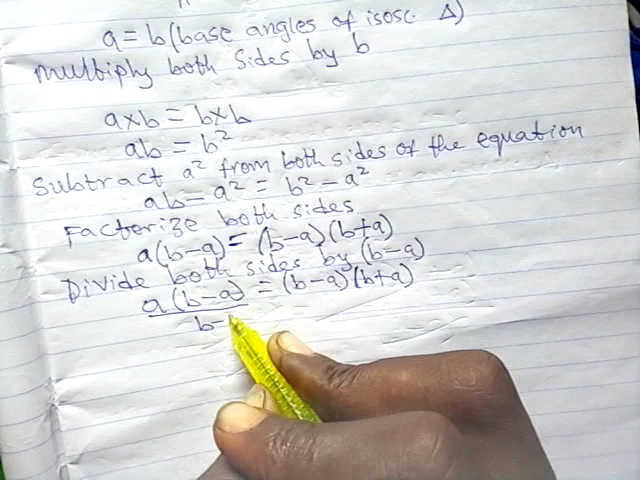 a = b (base angles of isosc. Δ)
multiply both sides by b
a×b = b×b
ab = b²
Subtract a² from both sides of the equation
ab - a² = b² - a²
Factorize both sides
a(b-a) = (b-a)(b+a)
Divide both sides by (b-a)
a(b-a) = (b-a)(b+a)
b-